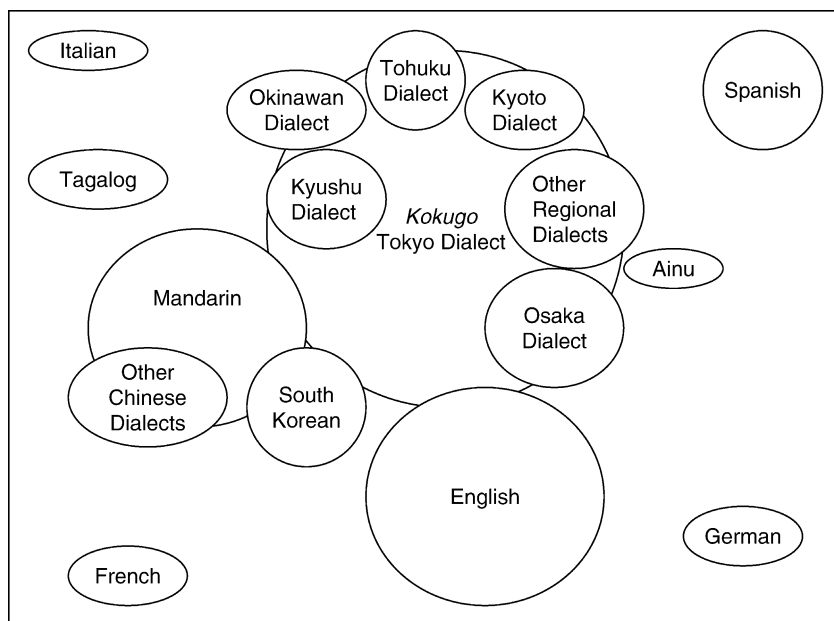 Italian
Tohuku
Dialect
Okinawan
Dialect
Kyoto
Dialect
Spanish
Tagalog
Kyushu
Dialect
Other
Regional
Dialects
Kokugo
Tokyo Dialect
Ainu
Mandarin
Osaka
Dialect
Other
Chinese
Dialects
South
Korean
English
German
French